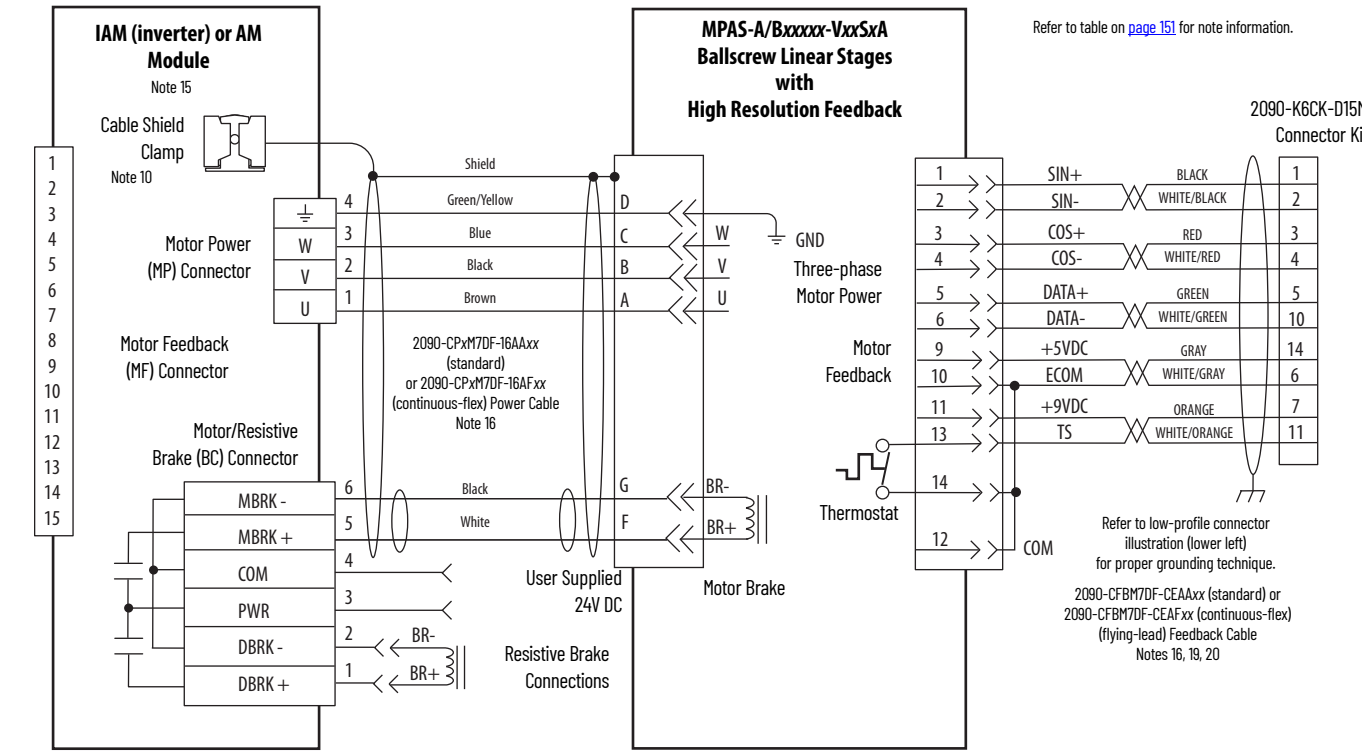 IAM (inverter) or AM
Module
Note 15
Cable Shield
Clamp
Note 10
1
2
3
4
5
6
7
8
9
10
11
12
13
14
15
Motor Power
(MP) Connector
W
V
U
4
3
2
1
Motor Feedback
(MF) Connector
Motor/Resistive
Brake (BC) Connector
MBRK -
MBRK +
COM
PWR
DBRK -
DBRK +
6
5
4
3
2
1
Shield
Green/Yellow
Blue
Black
Brown
2090-CPxM7DF-16AAxx
(standard)
or 2090-CPxM7DF-16AFxx
(continuous-flex) Power Cable
Note 16
Black
White
User Supplied
24V DC
BR-
BR+
Resistive Brake
Connections
MPAS-A/Bxxxxx-VxxSxA
Ballscrew Linear Stages
with
High Resolution Feedback
D
C
B
A
W
V
U
GND
Three-phase
Motor Power
G
F
BR-
BR+
Motor Brake
Motor
Feedback
Thermostat
1
2
3
4
5
6
9
10
11
13
14
12
SIN+
SIN-
COS+
COS-
DATA+
DATA-
+5VDC
ECOM
+9VDC
TS
COM
BLACK
WHITE/BLACK
RED
WHITE/RED
GREEN
WHITE/GREEN
GRAY
WHITE/GRAY
ORANGE
WHITE/ORANGE
Refer to table on page 151 for note information.
2090-K6CK-D15
Connector Ki
1
2
3
4
5
10
14
6
7
11
Refer to low-profile connector
illustration (lower left)
for proper grounding technique.
2090-CFBM7DF-CEAAxx (standard) or
2090-CFBM7DF-CEAFxx (continuous-flex)
(flying-lead) Feedback Cable
Notes 16, 19, 20